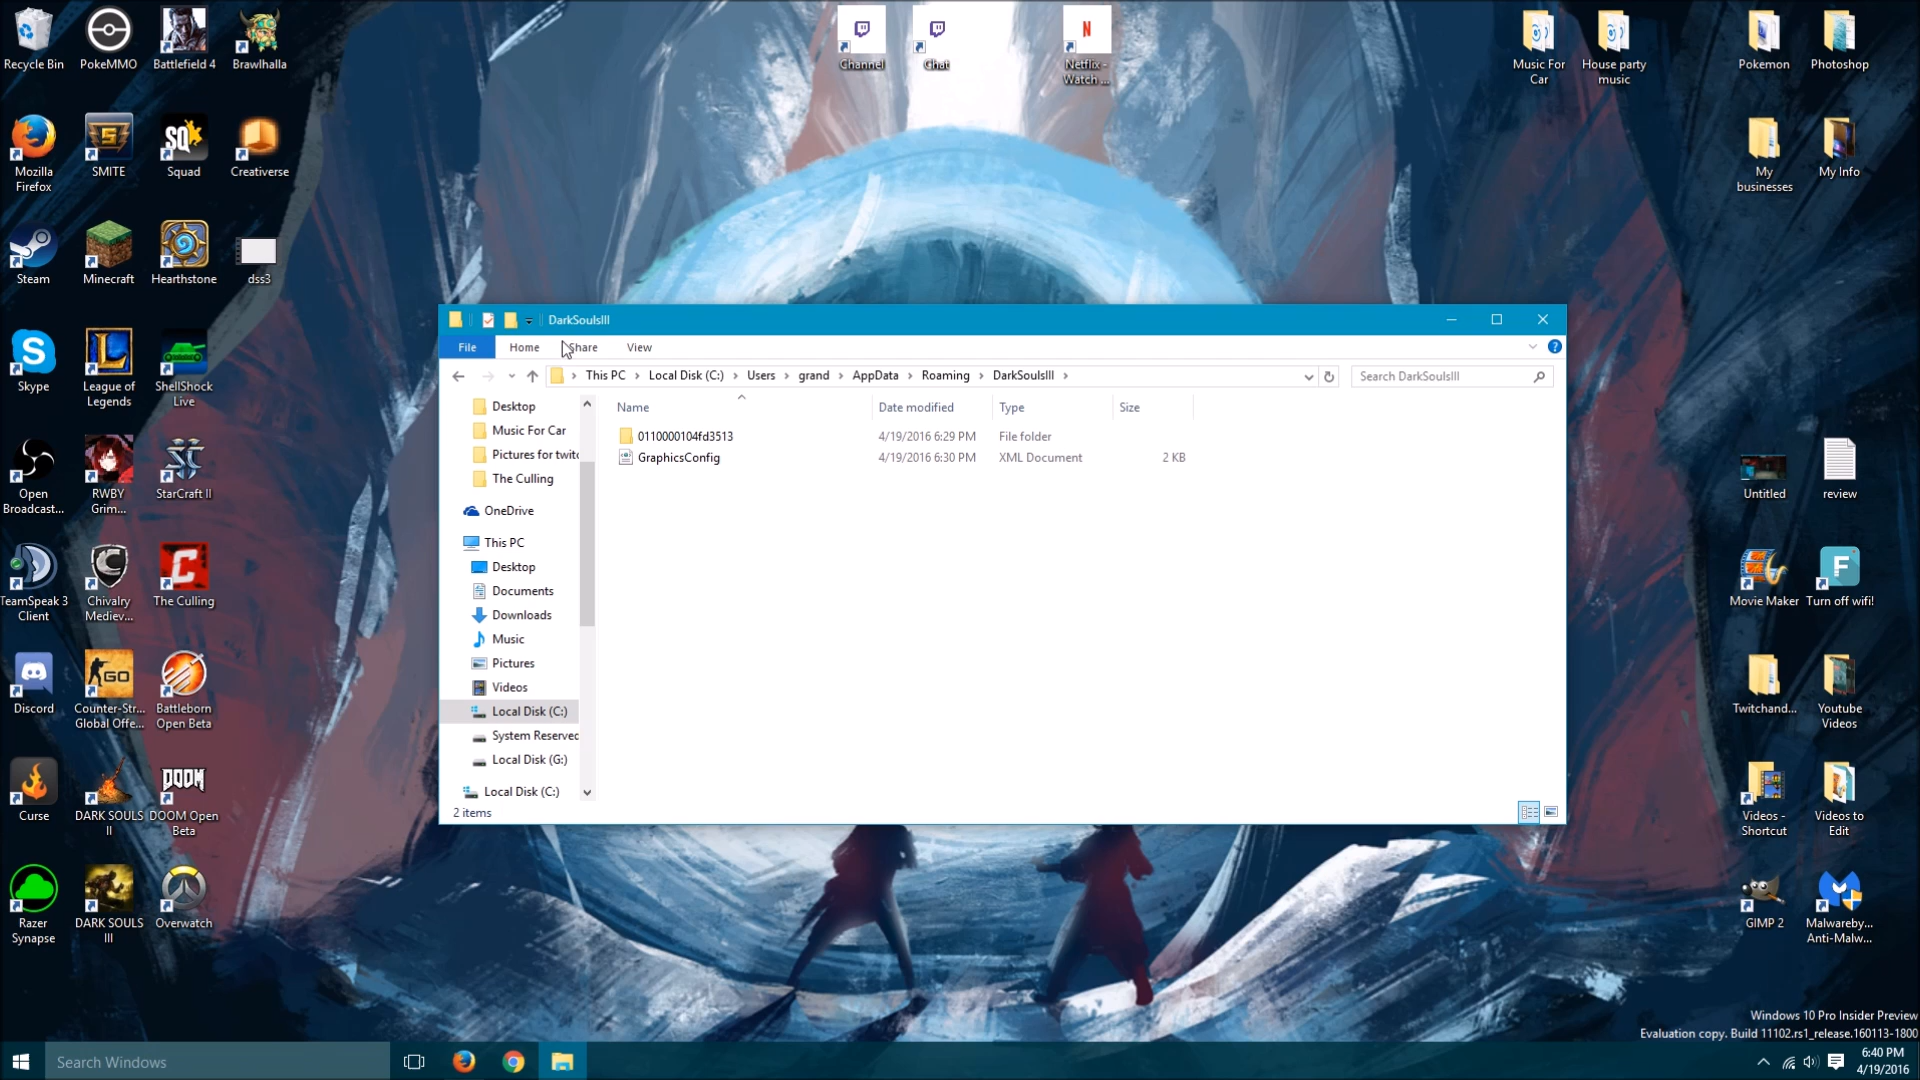 Recycle Bin
PokeMMO
Battlefield 4
Brawlhalla
Channel
Chat
N
Netflix -
Watch ...
Music For
Car
House party
music
Pokemon
Photoshop
Mozilla
Firefox
SMITE
SQ
Squad
Creativerse
My
businesses
My Info
Steam
Minecraft
Hearthstone
dss3
DarkSoulsIII
File
Home
Share
View
This PC
Local Disk (C:)
Users
grand
AppData
Roaming
DarkSoulsIII
Search DarkSoulsIII
Skype
League of
Legends
ShellShock
Live
Desktop
Music For Car
Pictures for twitc
The Culling
OneDrive
This PC
Desktop
Documents
Downloads
Music
Pictures
Videos
Local Disk (C:)
System Reserved
Local Disk (G:)
Local Disk (C:)
Name
Date modified
Type
Size
0110000104fd3513
4/19/2016 6:29 PM
File folder
GraphicsConfig
4/19/2016 6:30 PM
XML Document
2 KB
2 items
Open
Broadcast...
RWBY
Grim...
StarCraft II
Untitled
review
TeamSpeak 3
Client
Chivalry
Mediev...
The Culling
Movie Maker
Turn off wifi!
Discord
GO
Counter-Str...
Global Offe...
Battleborn
Open Beta
Twitchand...
Youtube
Videos
Curse
DARK SOULS
II
DOOM
DOOM Open
Beta
Videos -
Shortcut
Videos to
Edit
Razer
Synapse
DARK SOULS
III
Overwatch
GIMP 2
Malwareby...
Anti-Malw...
Windows 10 Pro Insider Preview
Evaluation copy. Build 11102.rs1_release.160113-1800
Search Windows
6:40 PM
4/19/2016